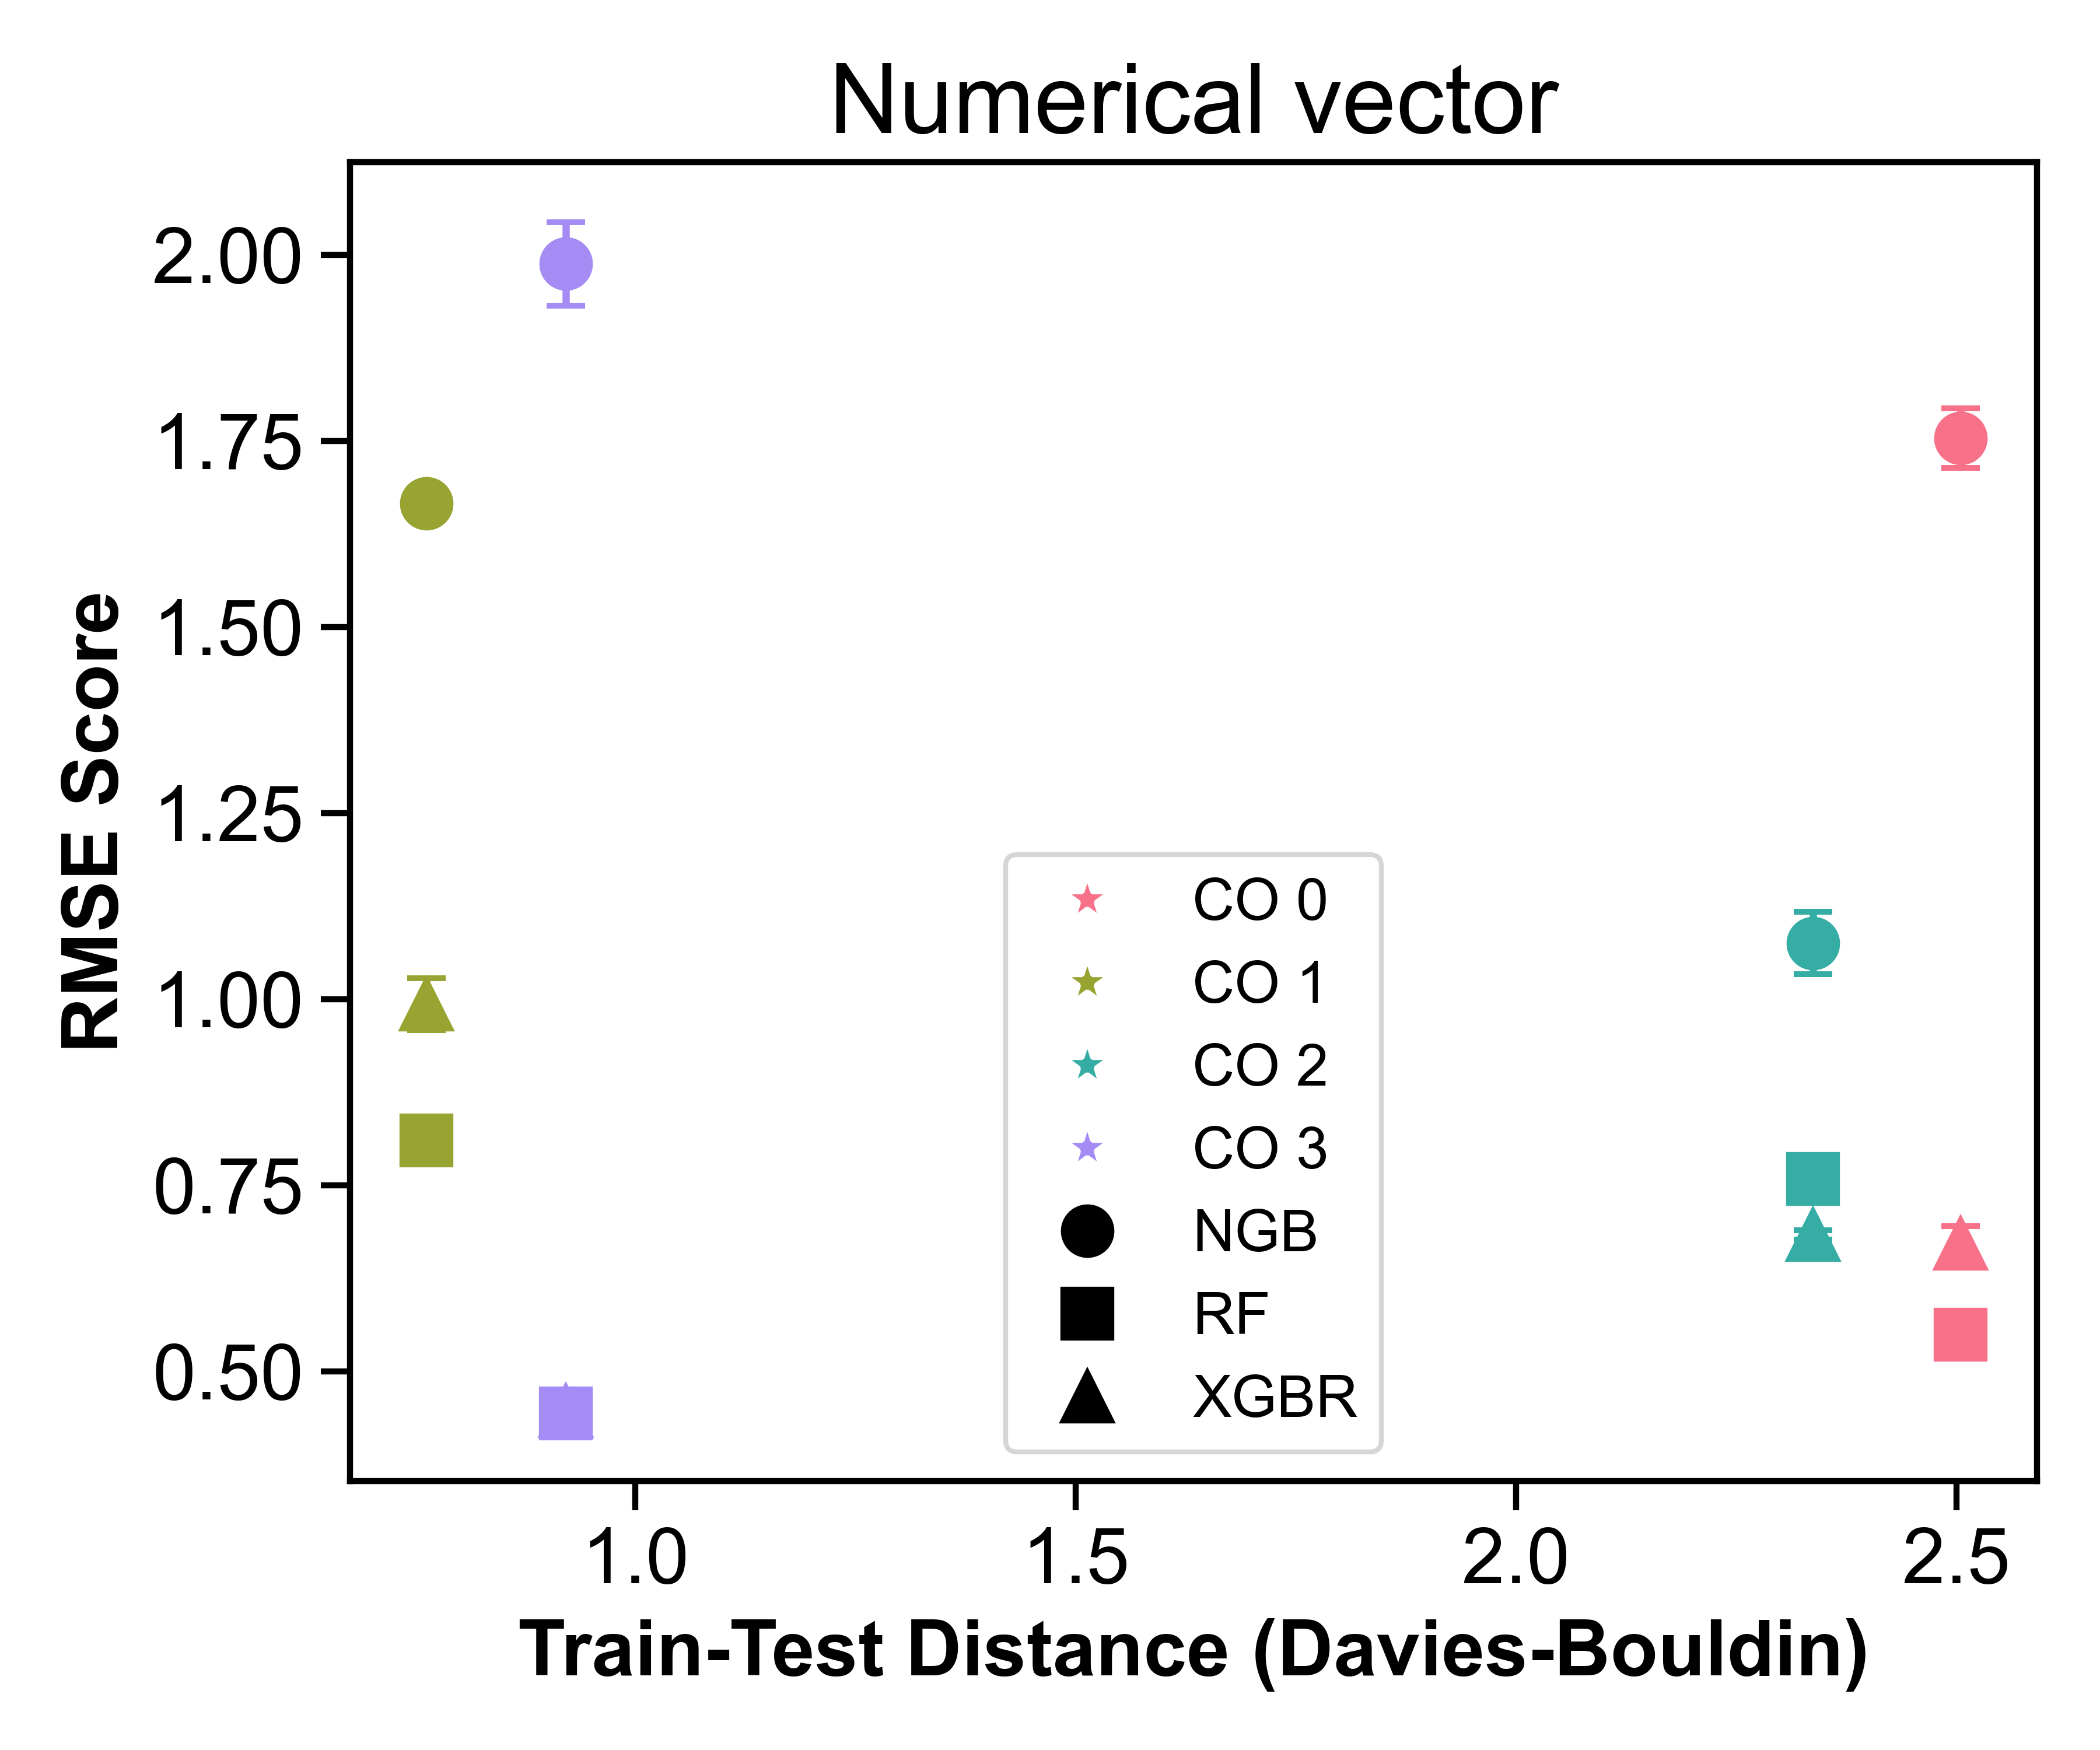 Numerical vector
2.00
1.75
1.50
1.25
1.00
0.75
0.50
RMSE Score
CO 0
CO 1
CO 2
CO 3
NGB
RF
XGBR
1.0 1.5 2.0 2.5
Train-Test Distance (Davies-Bouldin)